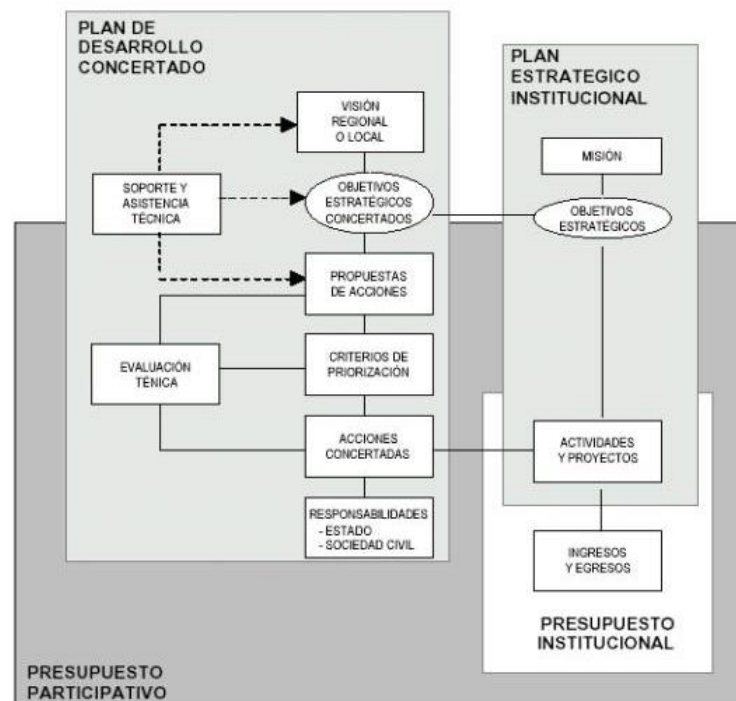 PLAN DE
DESARROLLO
CONCERTADO
VISIÓN
REGIONAL
O LOCAL
SOPORTE Y
ASISTENCIA
TÉCNICA
OBJETIVOS
ESTRATÉGICOS
CONCERTADOS
PROPUESTAS
DE ACCIONES
EVALUACIÓN
TÉNICA
CRITERIOS DE
PRIORIZACIÓN
ACCIONES
CONCERTADAS
RESPONSABILIDADES
- ESTADO
- SOCIEDAD CIVIL
PLAN
ESTRATEGICO
INSTITUCIONAL
MISIÓN
OBJETIVOS
ESTRATÉGICOS
ACTIVIDADES
Y PROYECTOS
INGRESOS
Y EGRESOS
PRESUPUESTO
INSTITUCIONAL
PRESUPUESTO
PARTICIPATIVO